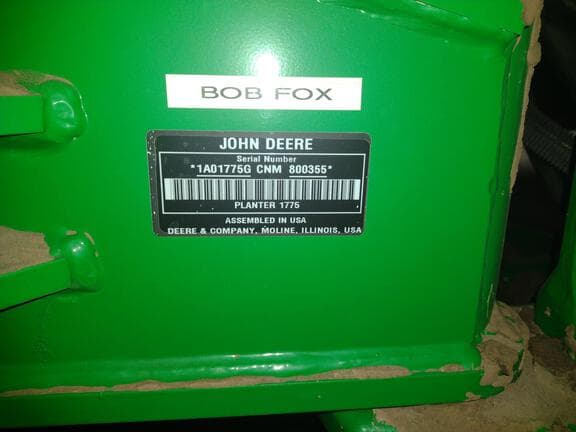 BOB FOX
JOHN DEERE
Serial Number
*1A01775G CNM 800355*
PLANTER 1775
ASSEMBLED IN USA
DEERE & COMPANY, MOLINE, ILLINOIS, USA